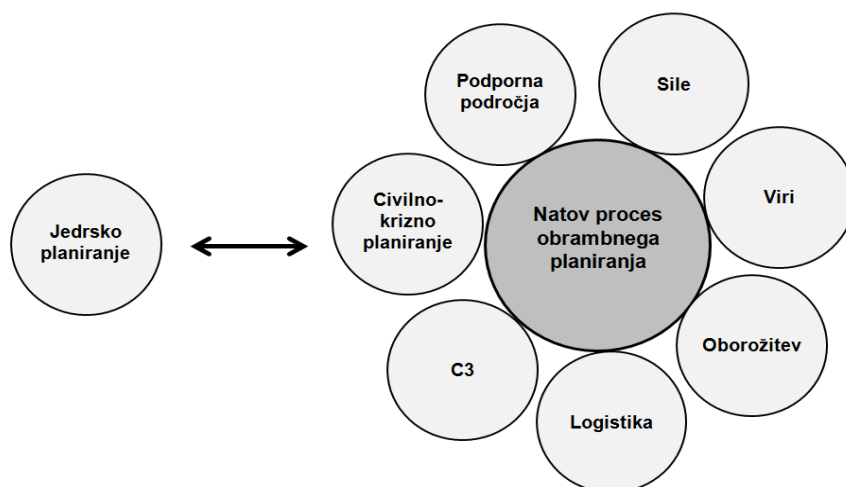 Jedrsko
planiranje
Podporna
področja
Sile
Civilno-
krizno
planiranje
Natov proces
obrambnega
planiranja
Viri
C3
Oborožitev
Logistika